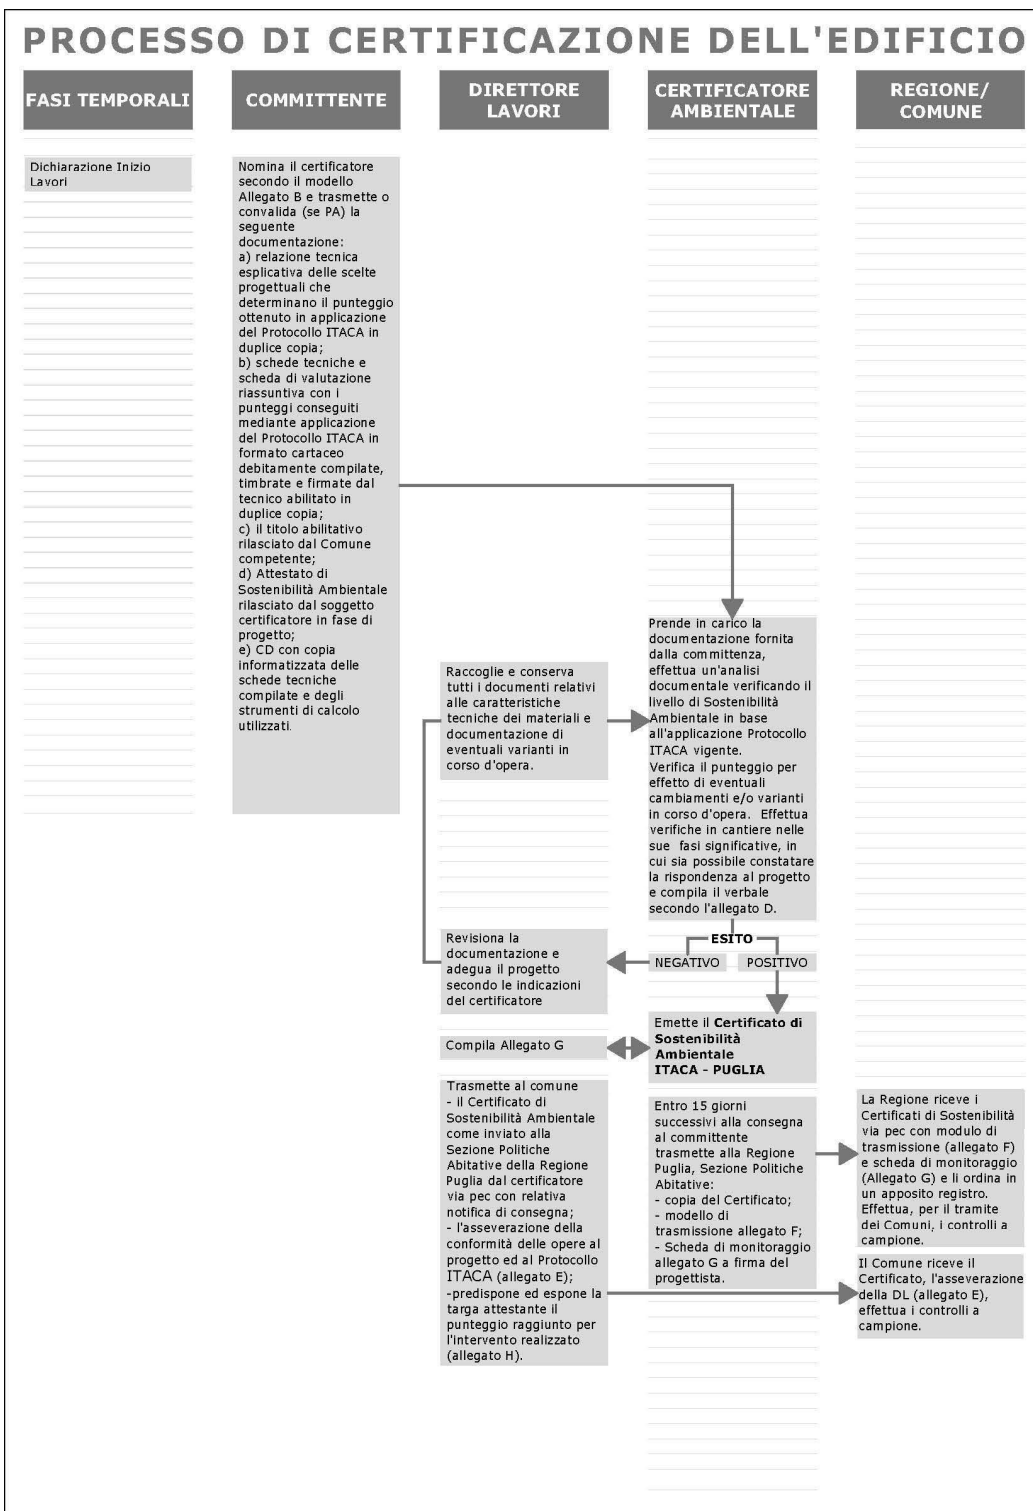 PROCESSO DI CERTIFICAZIONE DELL'EDIFICIO
FASI TEMPORALI
COMMITTENTE
DIRETTORE
LAVORI
CERTIFICATORE
AMBIENTALE
REGIONE/
COMUNE
Dichiarazione Inizio
Lavori
Nomina il certificatore
secondo il modello
Allegato B e trasmette o
convalida (se PA) la
seguente
documentazione:
a) relazione tecnica
esplicativa delle scelte
progettuali che
determinano il punteggio
ottenuto in applicazione
del Protocollo ITACA in
duplice copia;
b) schede tecniche e
scheda di valutazione
riassuntiva con i
punteggi conseguiti
mediante applicazione
del Protocollo ITACA in
formato cartaceo
debitamente compilate,
timbrate e firmate dal
tecnico abilitato in
duplice copia;
c) il titolo abilitativo
rilasciato dal Comune
competente;
d) Attestato di
Sostenibilità Ambientale
rilasciato dal soggetto
certificatore in fase di
progetto;
e) CD con copia
informatizzata delle
schede tecniche
compilate e degli
strumenti di calcolo
utilizzati.
Raccoglie e conserva
tutti i documenti relativi
alle caratteristiche
tecniche dei materiali e
documentazione di
eventuali varianti in
corso d'opera.
Prende in carico la
documentazione fornita
dalla committenza,
effettua un'analisi
documentale verificando il
livello di Sostenibilità
Ambientale in base
all'applicazione Protocollo
ITACA vigente.
Verifica il punteggio per
effetto di eventuali
cambiamenti e/o varianti
in corso d'opera. Effettua
verifiche in cantiere nelle
sue fasi significative, in
cui sia possibile constatare
la rispondenza al progetto
e compila il verbale
secondo l'allegato D.
ESITO
NEGATIVO
POSITIVO
Revisiona la
documentazione e
adegua il progetto
secondo le indicazioni
del certificatore
Emette il Certificato di
Sostenibilità
Ambientale
ITACA - PUGLIA
Compila Allegato G
Trasmette al comune
- il Certificato di
Sostenibilità Ambientale
come inviato alla
Sezione Politiche
Abitative della Regione
Puglia dal certificatore
via pec con relativa
notifica di consegna;
- l'asseverazione della
conformità delle opere al
progetto ed al Protocollo
ITACA (allegato E);
-predispone ed espone la
targa attestante il
punteggio raggiunto per
l'intervento realizzato
(allegato H).
Entro 15 giorni
successivi alla consegna
al committente
trasmette alla Regione
Puglia, Sezione Politiche
Abitative:
- copia del Certificato;
- modello di
trasmissione allegato F;
- Scheda di monitoraggio
allegato G a firma del
progettista.
La Regione riceve i
Certificati di Sostenibilità
via pec con modulo di
trasmissione (allegato F)
e scheda di monitoraggio
(Allegato G) e li ordina in
un apposito registro.
Effettua, per il tramite
dei Comuni, i controlli a
campione.
Il Comune riceve il
Certificato, l'asseverazione
della DL (allegato E),
effettua i controlli a
campione.